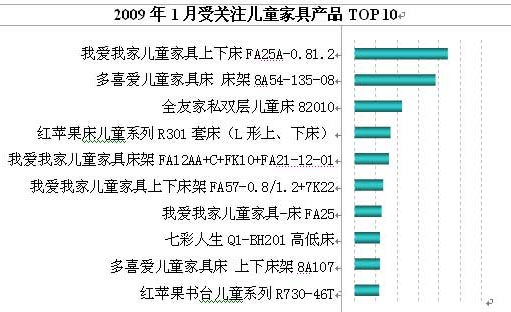 2009 年 1 月受关注儿童家具产品 TOP 10
我爱我家儿童家具上下床 FA25A-0.81.2
多喜爱儿童家具床 床架 8A54-135-08
全友家私双层儿童床 82010
红苹果床儿童系列 R301 套床（L 形上、下床）
我爱我家儿童家具床架 FA12AA+C+FK10+FA21-12-01
我爱我家儿童家具上下床架 FA57-0.8/1.2+7K22
我爱我家儿童家具-床 FA25
七彩人生 Q1-BH201 高低床
多喜爱儿童家具床 上下床架 8A107
红苹果书台儿童系列 R730-46T